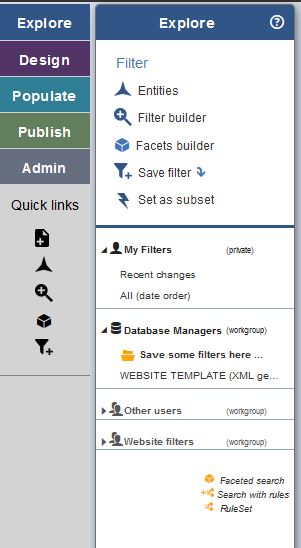 Explore
Design
Populate
Publish
Admin
Quick links
Explore ?
Filter
Entities
Filter builder
Facets builder
Save filter
Set as subset
My Filters (private)
Recent changes
All (date order)
Database Managers (workgroup)
Save some filters here ...
WEBSITE TEMPLATE (XML ge...
Other users (workgroup)
Website filters (workgroup)
Faceted search
Search with rules
RuleSet